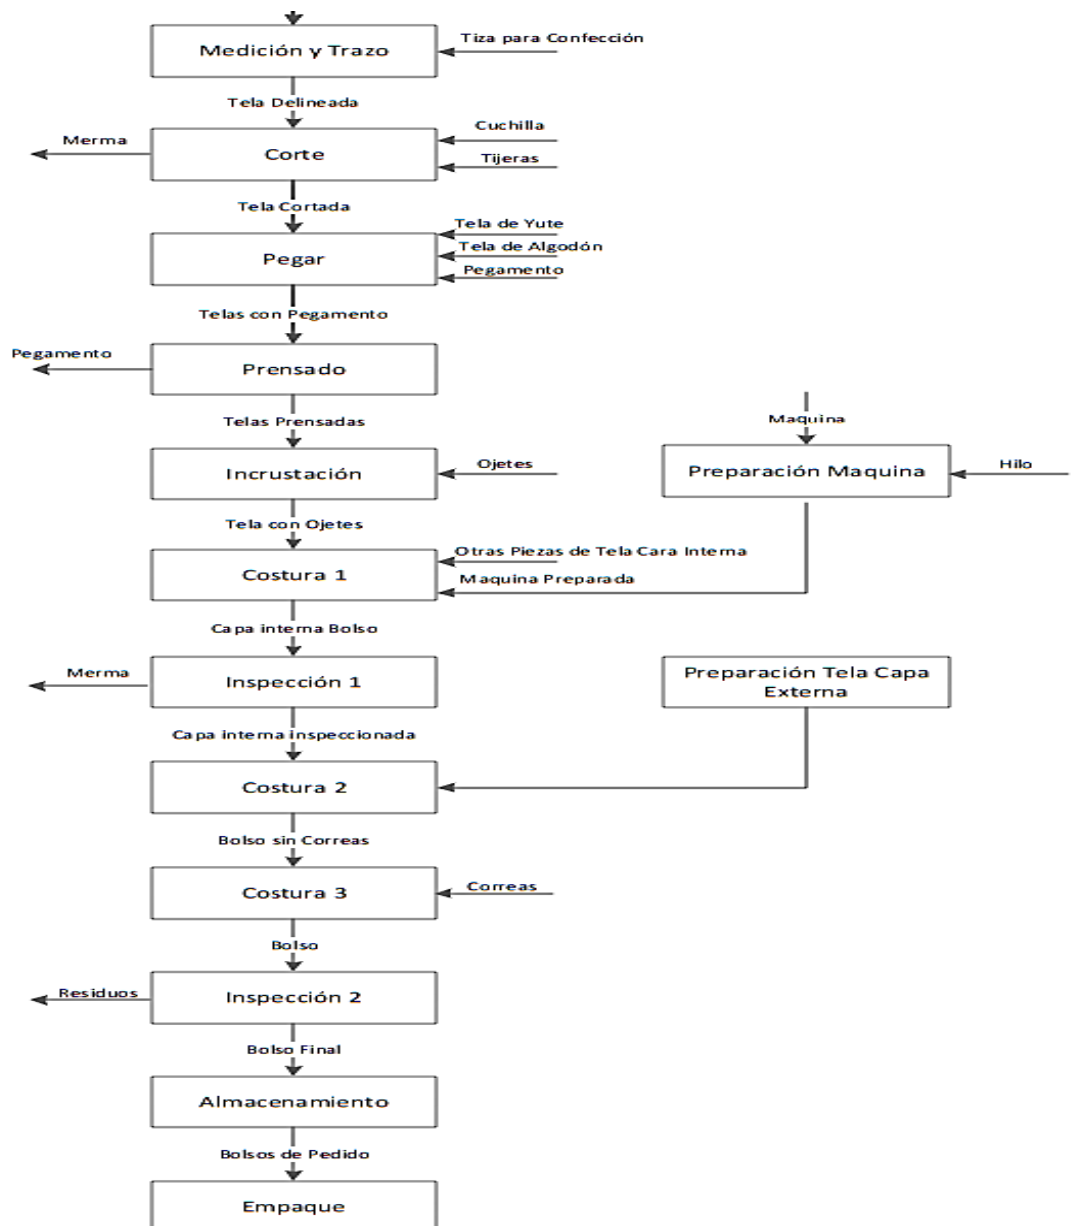 Medición y Trazo
Tiza para Confección
Tela Delineada
Merma
Corte
Cuchilla
Tijeras
Tela Cortada
Pegar
Tela de Yute
Tela de Algodón
Pegamento
Telas con Pegamento
Pegamento
Prensado
Telas Prensadas
Maquina
Incrustación
Ojetes
Preparación Maquina
Hilo
Tela con Ojetes
Costura 1
Otras Piezas de Tela Cara Interna
Maquina Preparada
Capa interna Bolso
Merma
Inspección 1
Preparación Tela Capa
Externa
Capa interna inspeccionada
Costura 2
Bolso sin Correas
Costura 3
Correas
Bolso
Residuos
Inspección 2
Bolso Final
Almacenamiento
Bolsos de Pedido
Empaque